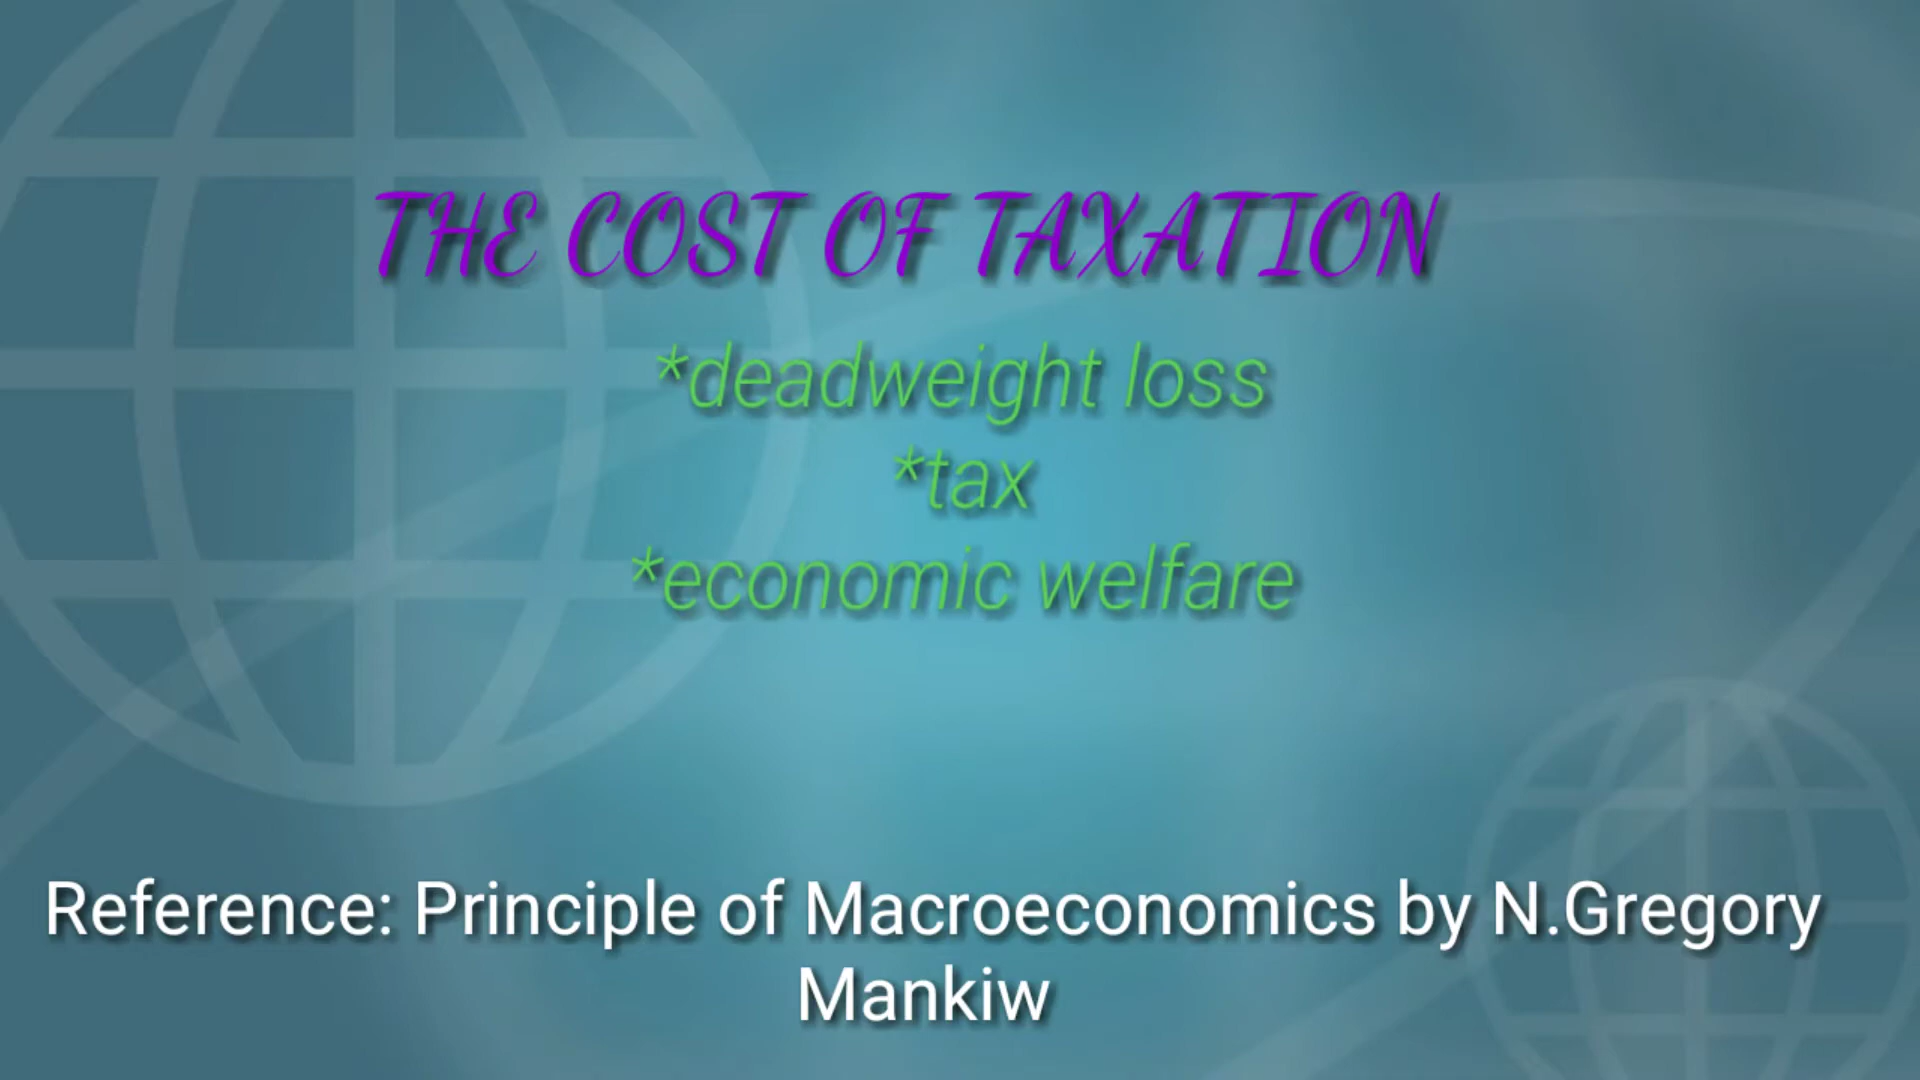 THE COST OF TAXATION
*deadweight loss
*tax
*economic welfare
Reference: Principle of Macroeconomics by N.Gregory
Mankiw